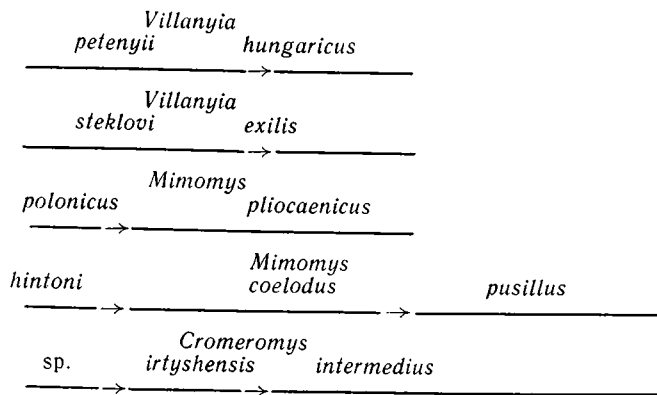 Villanyia
petenyii hungaricus
Villanyia
steklovi exilis
Mimomys
polonicus pliocaenicus
Mimomys
hintoni coelodus pusillus
Cromeromys
sp. irtyshensis intermedius